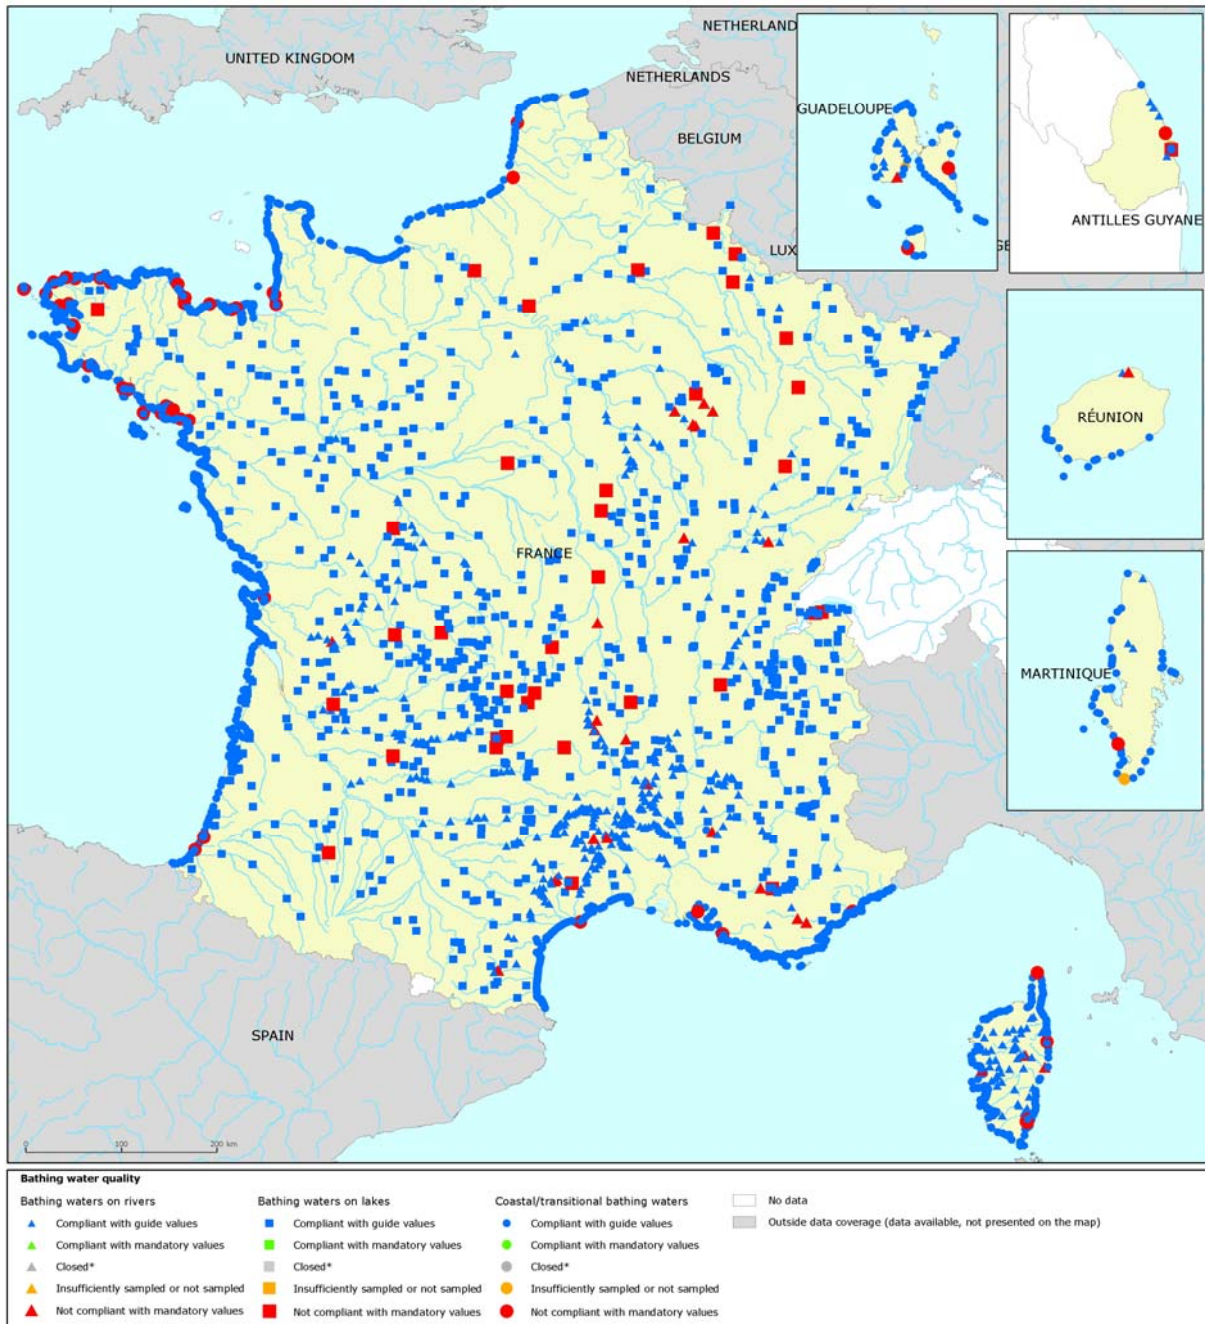 UNITED KINGDOM
NETHERLAND
NETHERLANDS
BELGIUM
LUX
GE
GUADELOUPE
ANTILLES GUYANE
RÉUNION
MARTINIQUE
FRANCE
SPAIN
0 100 200 km
Bathing water quality
Bathing waters on rivers
Compliant with guide values
Compliant with mandatory values
Closed*
Insufficiently sampled or not sampled
Not compliant with mandatory values
Bathing waters on lakes
Compliant with guide values
Compliant with mandatory values
Closed*
Insufficiently sampled or not sampled
Not compliant with mandatory values
Coastal/transitional bathing waters
Compliant with guide values
Compliant with mandatory values
Closed*
Insufficiently sampled or not sampled
Not compliant with mandatory values
No data
Outside data coverage (data available, not presented on the map)